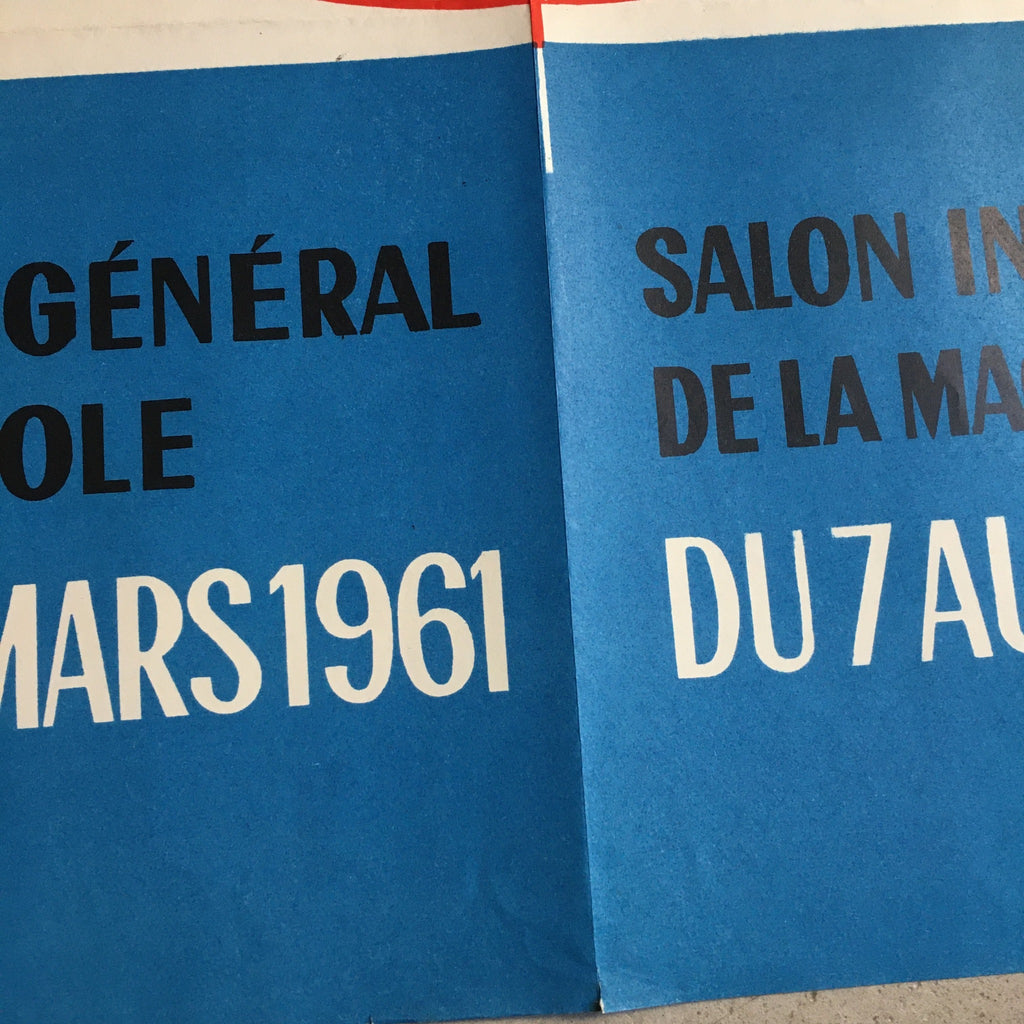 GÉNÉRAL
OLE
MARS 1961
SALON IN
DE LA MA
DU 7 AU